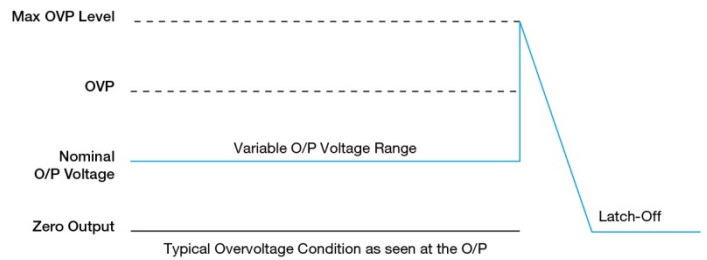 Max OVP Level
OVP
Variable O/P Voltage Range
Nominal
O/P Voltage
Latch-Off
Zero Output
Typical Overvoltage Condition as seen at the O/P